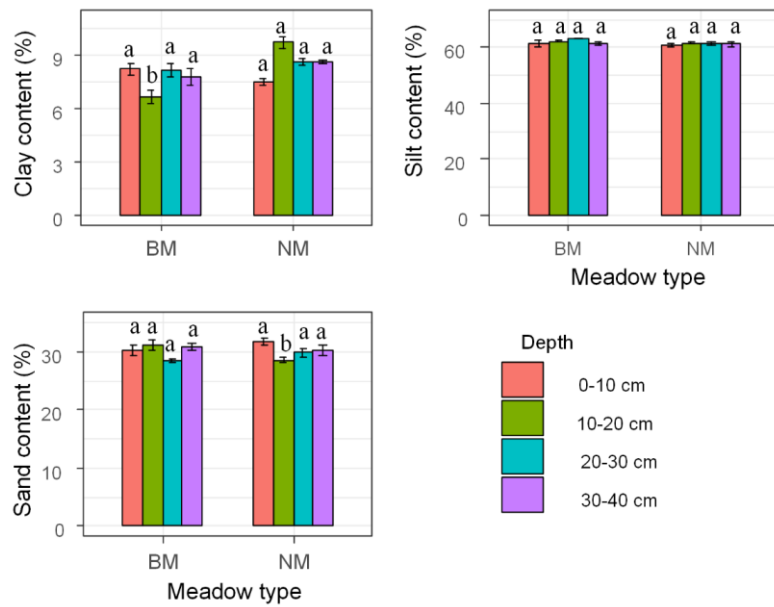 Clay content (%)
9
6
3
0
a
b
a
a
a
a
a
a
BM
NM
Silt content (%)
60
40
20
0
a
a
a
a
a
a
a
a
BM
NM
Meadow type
Sand content (%)
30
20
10
0
a
a
a
a
a
b
a
a
BM
NM
Meadow type
Depth
0-10 cm
10-20 cm
20-30 cm
30-40 cm